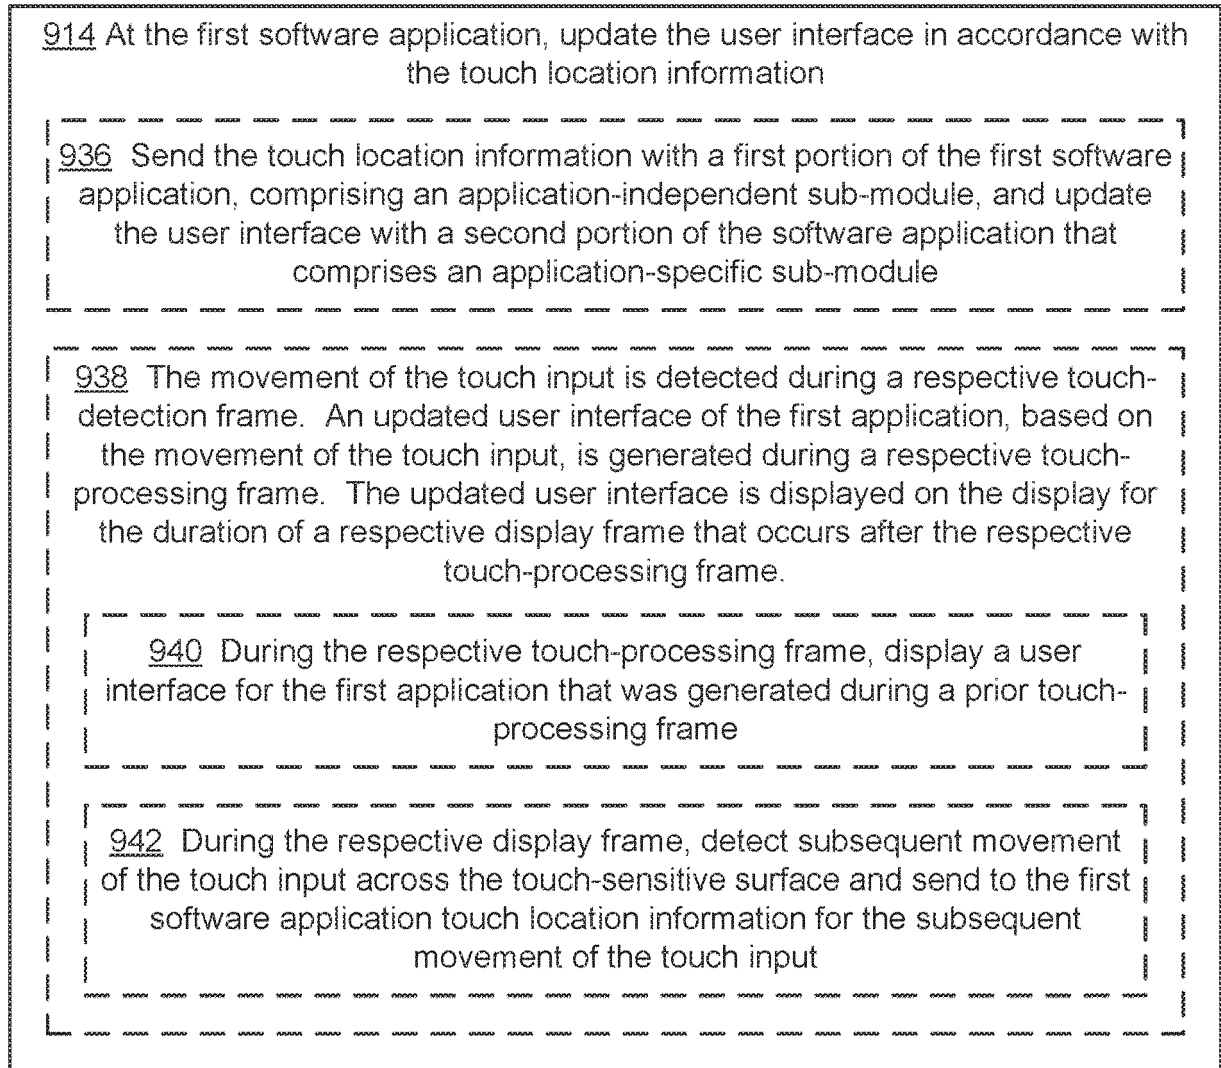 914 At the first software application, update the user interface in accordance with
the touch location information
936 Send the touch location information with a first portion of the first software
application, comprising an application-independent sub-module, and update
the user interface with a second portion of the software application that
comprises an application-specific sub-module
938 The movement of the touch input is detected during a respective touch-
detection frame. An updated user interface of the first application, based on
the movement of the touch input, is generated during a respective touch-
processing frame. The updated user interface is displayed on the display for
the duration of a respective display frame that occurs after the respective
touch-processing frame.
940 During the respective touch-processing frame, display a user
interface for the first application that was generated during a prior touch-
processing frame
942 During the respective display frame, detect subsequent movement
of the touch input across the touch-sensitive surface and send to the first
software application touch location information for the subsequent
movement of the touch input